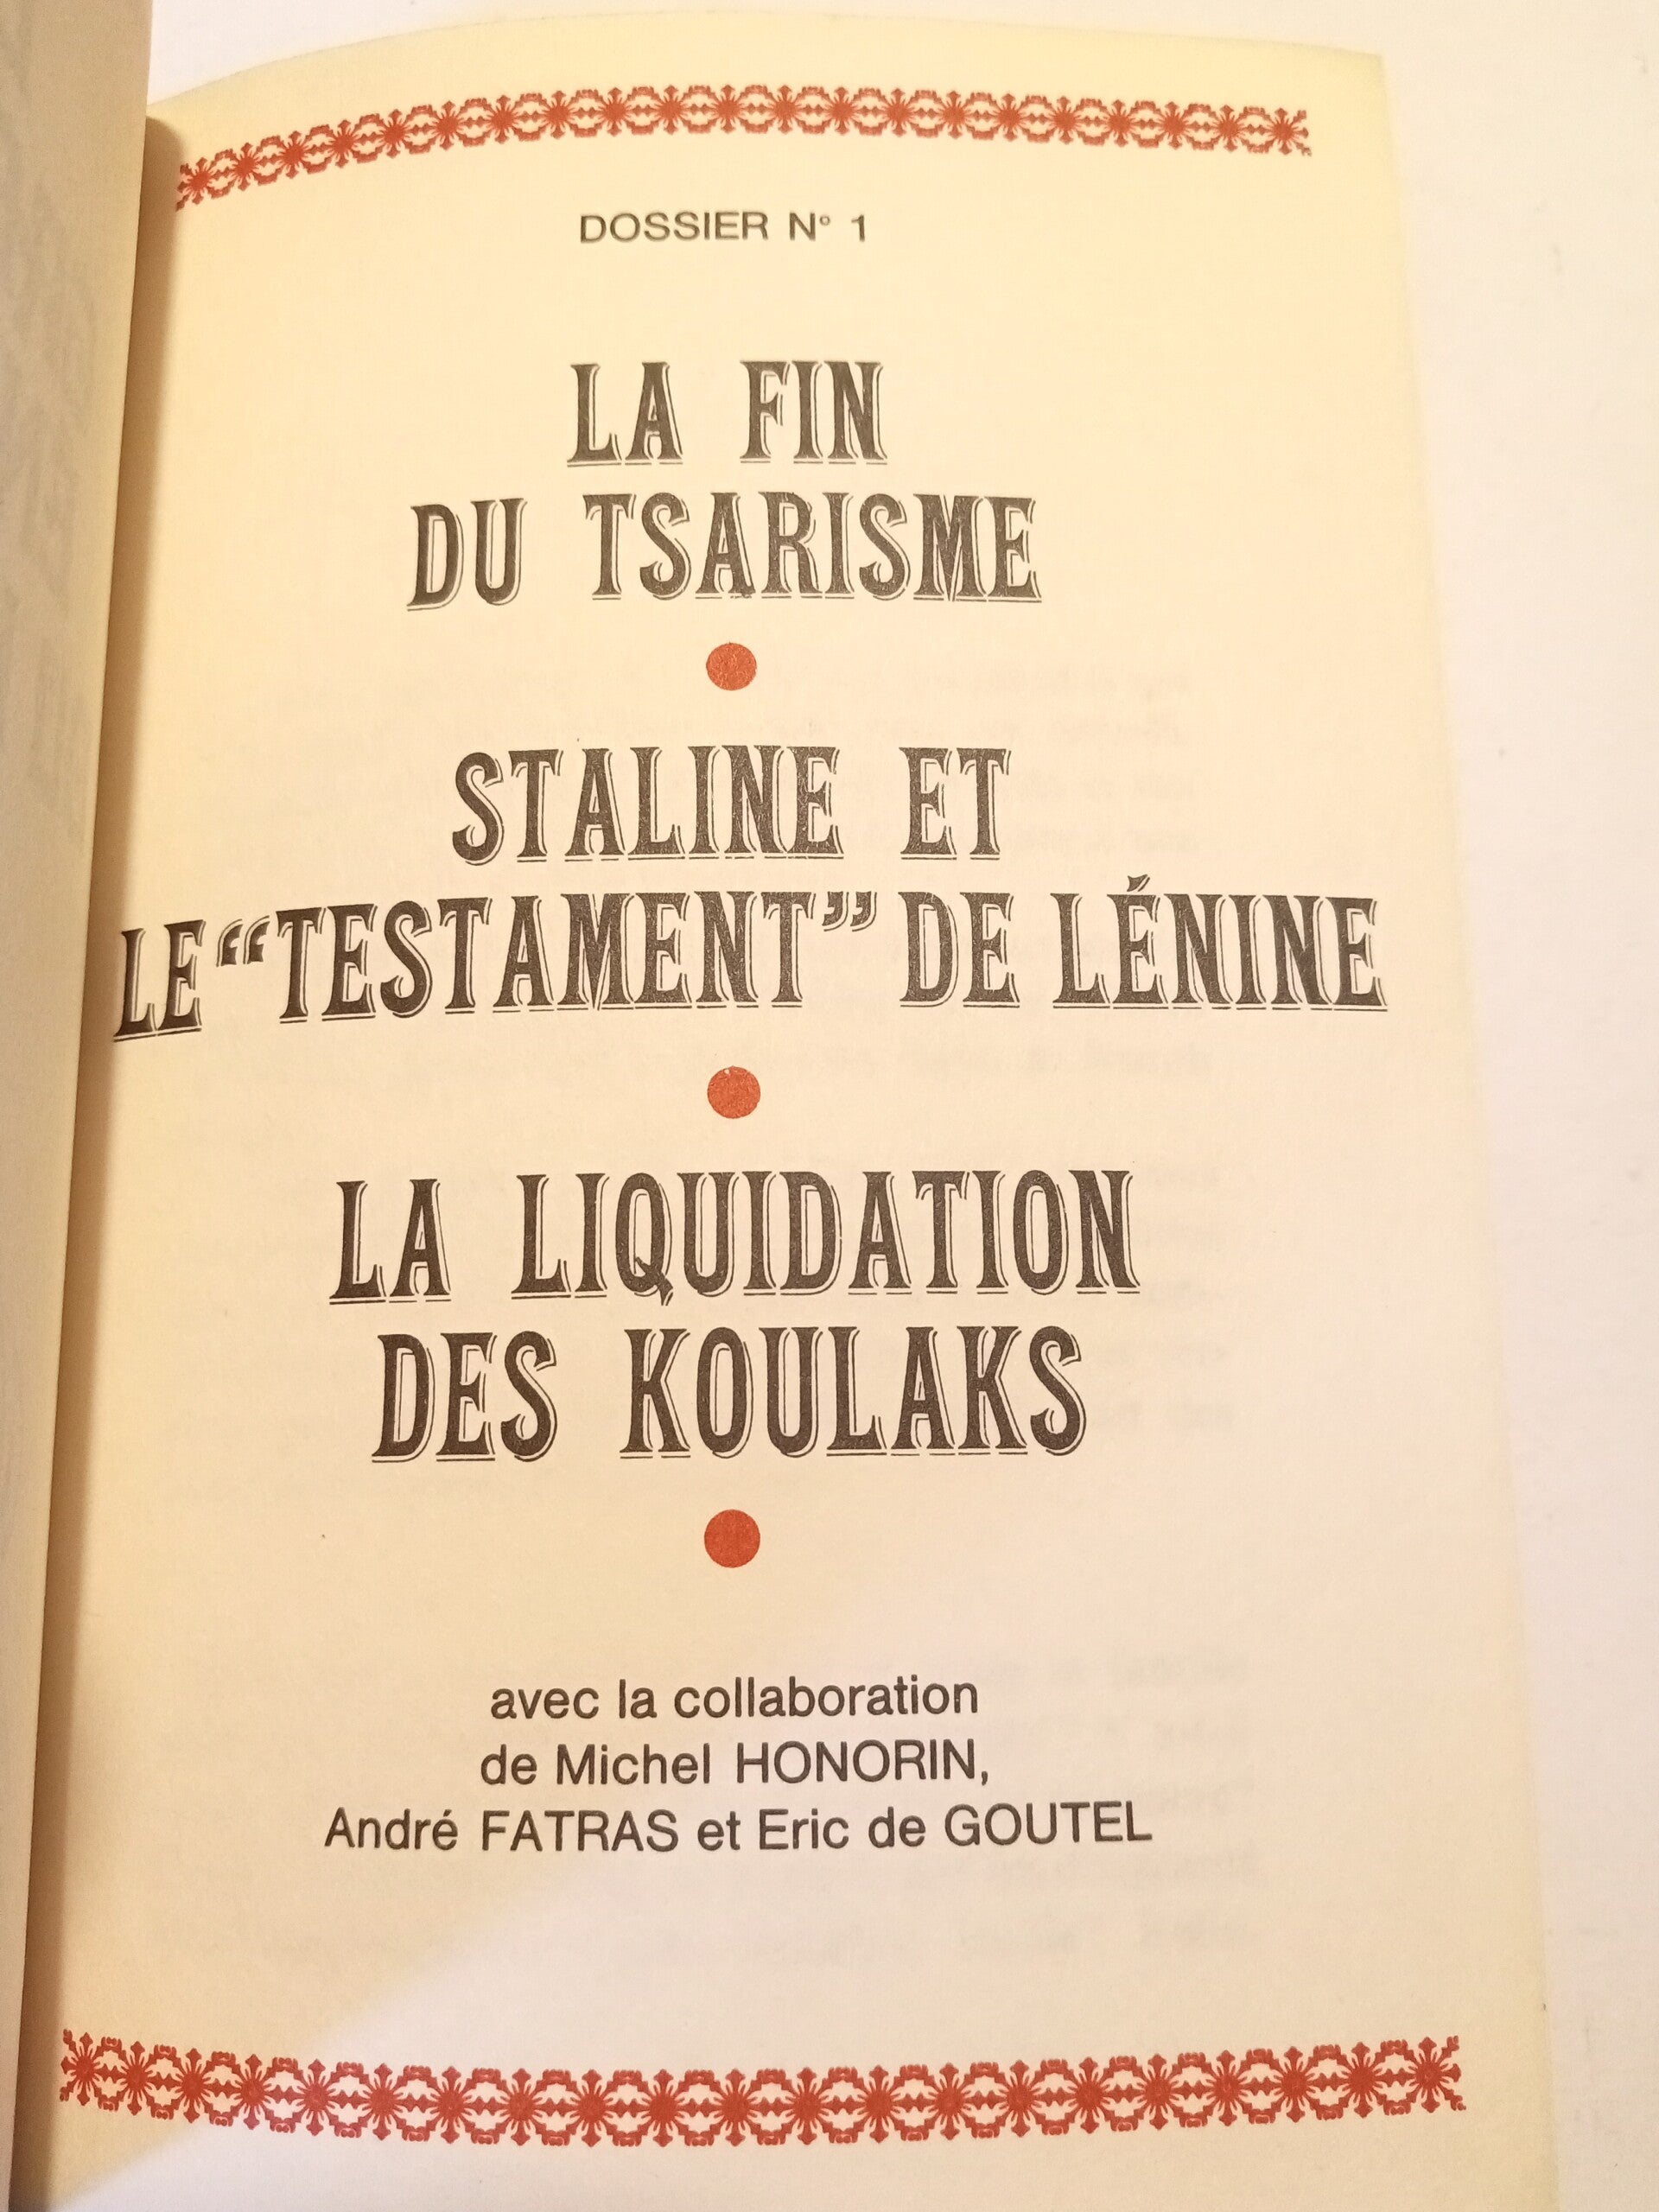 DOSSIER N° 1
LA FIN
DU TSARISME
STALINE ET
LE “TESTAMENT” DE LÉNINE
LA LIQUIDATION
DES KOULAKS
avec la collaboration
de Michel HONORIN,
André FATRAS et Eric de GOUTEL